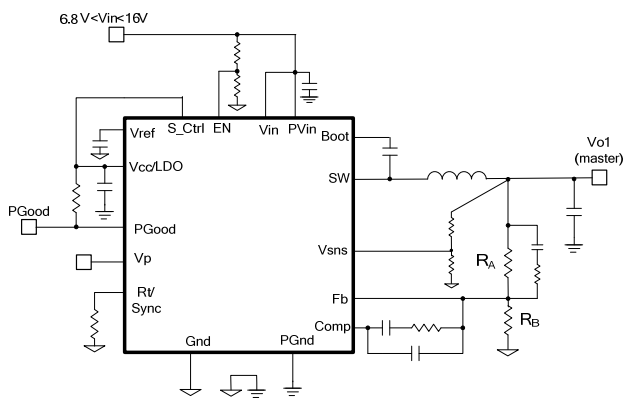 6.8 V<Vin<16V
S_Ctrl EN Vin PVin
Vref
Boot
Vcc/LDO
SW
Vo1
(master)
PGood
PGood
Vsns
Vp
RA
Rt/
Sync
Fb
RB
Comp
Gnd
PGnd